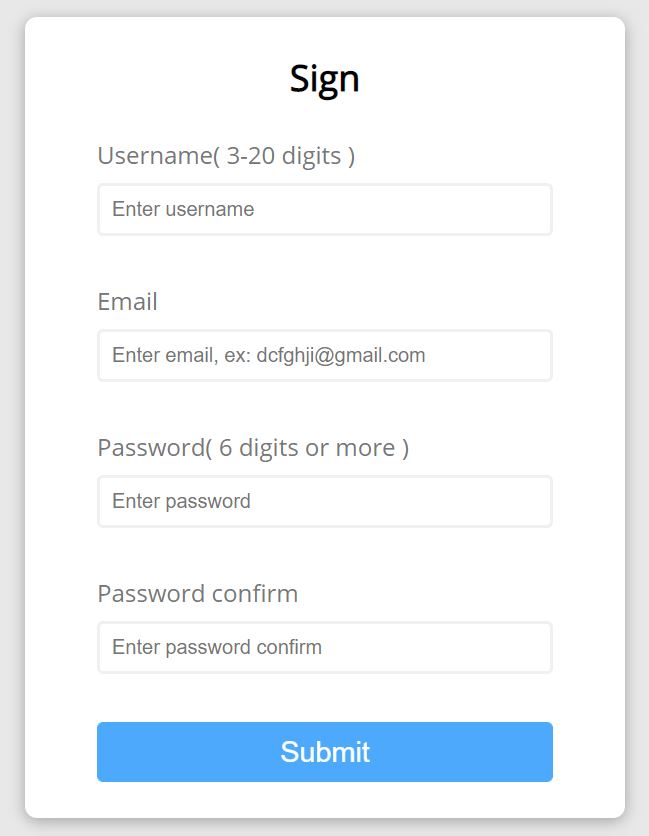 Sign
Username( 3-20 digits )
Enter username
Email
Enter email, ex: dcfghji@gmail.com
Password( 6 digits or more )
Enter password
Password confirm
Enter password confirm
Submit